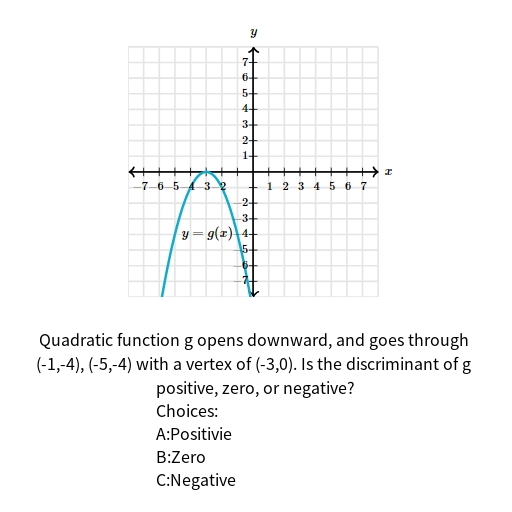 y
7
6
5
4
3
2
1
x
−7 6 5 4 3 2 1 2 3 4 5 6 7
−2
−3
y = g(x) −4
−5
−6
−7
Quadratic function g opens downward, and goes through
(-1,-4), (-5,-4) with a vertex of (-3,0). Is the discriminant of g
positive, zero, or negative?
Choices:
A:Positivie
B:Zero
C:Negative